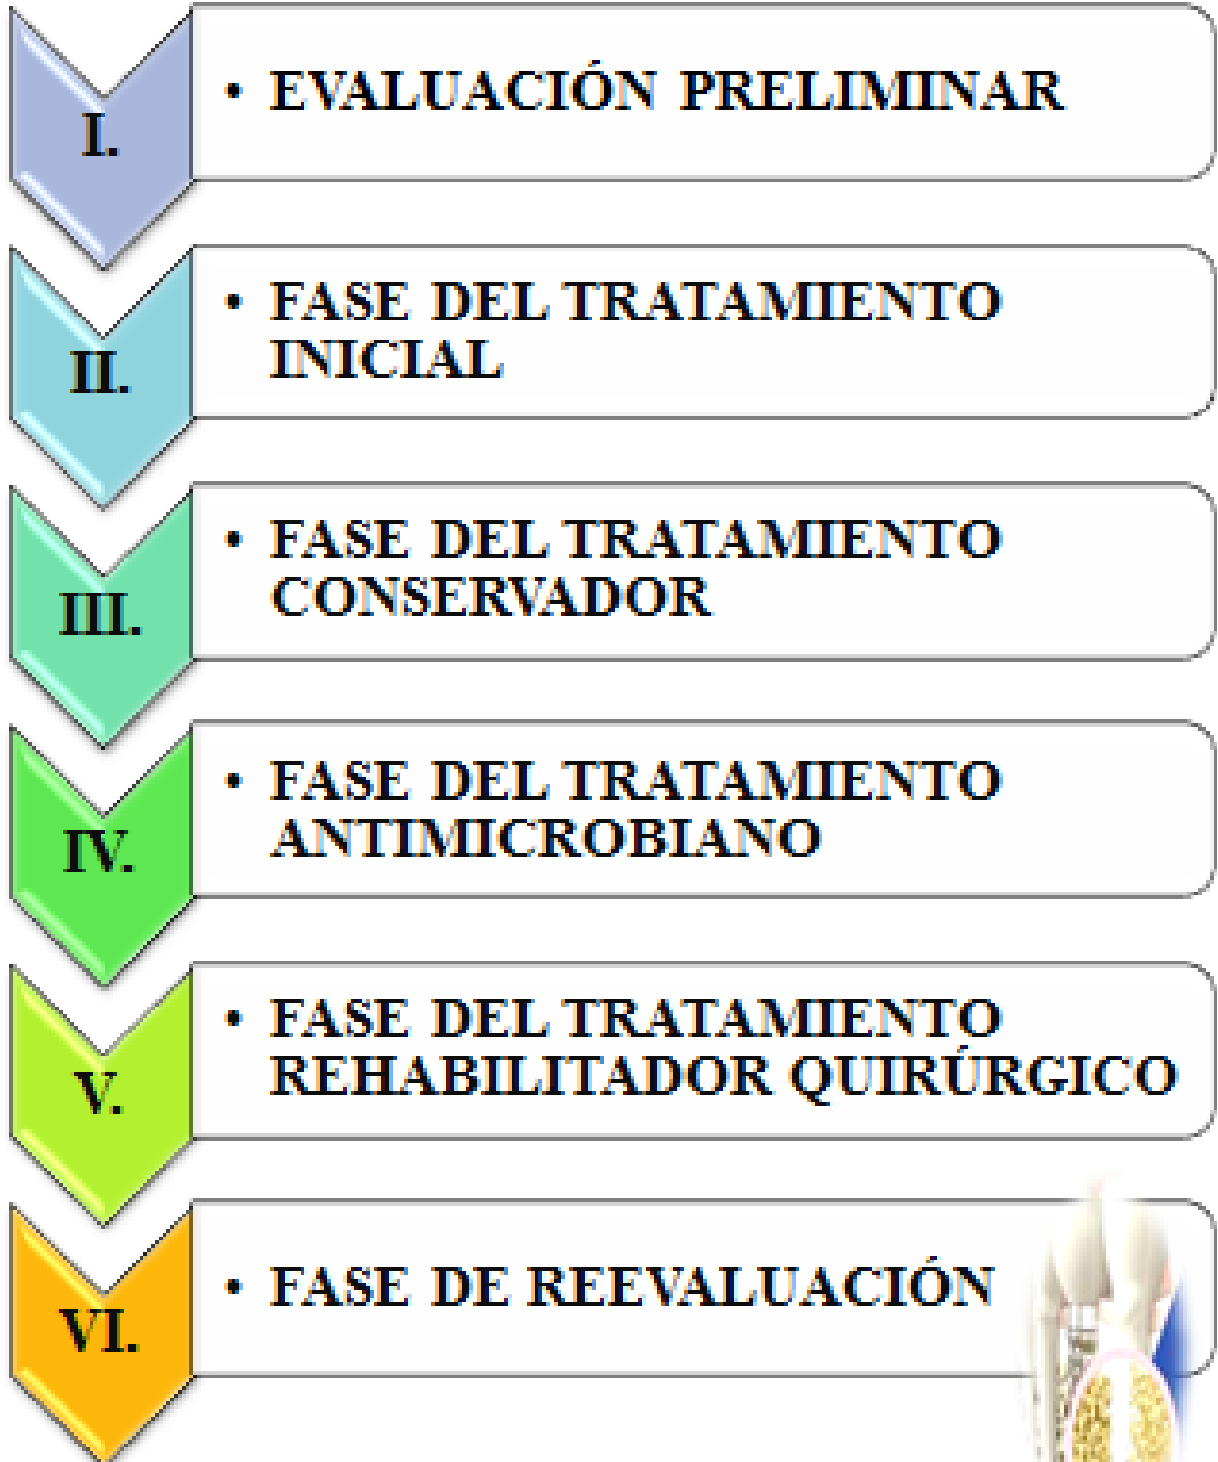 I.
• EVALUACIÓN PRELIMINAR
II.
• FASE DEL TRATAMIENTO
INICIAL
III.
• FASE DEL TRATAMIENTO
CONSERVADOR
IV.
• FASE DEL TRATAMIENTO
ANTIMICROBIANO
V.
• FASE DEL TRATAMIENTO
REHABILITADOR QUIRÚRGICO
VI.
• FASE DE REEVALUACIÓN